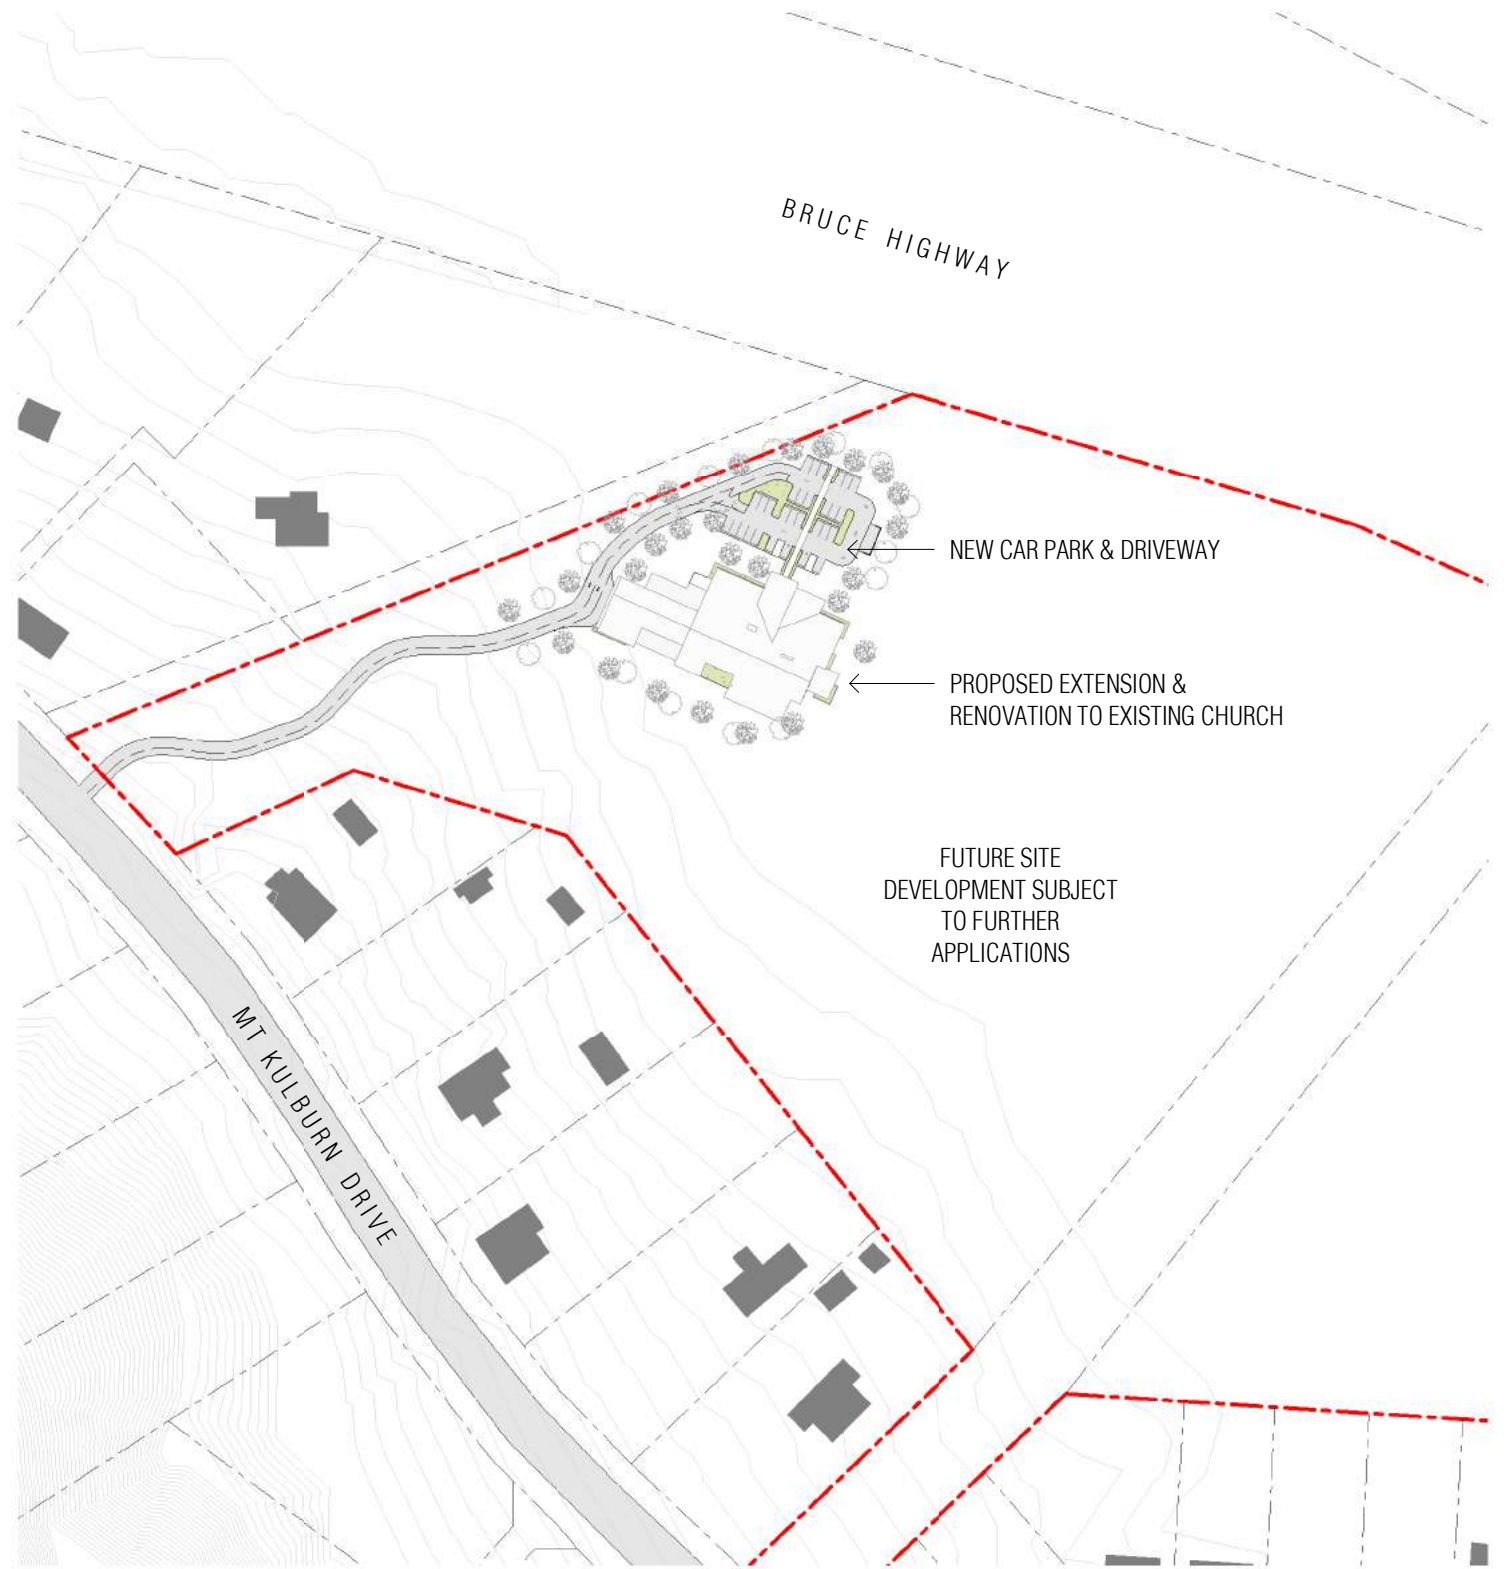 BRUCE HIGHWAY
NEW CAR PARK & DRIVEWAY
PROPOSED EXTENSION &
RENOVATION TO EXISTING CHURCH
FUTURE SITE
DEVELOPMENT SUBJECT
TO FURTHER
APPLICATIONS
MT KULBURN DRIVE